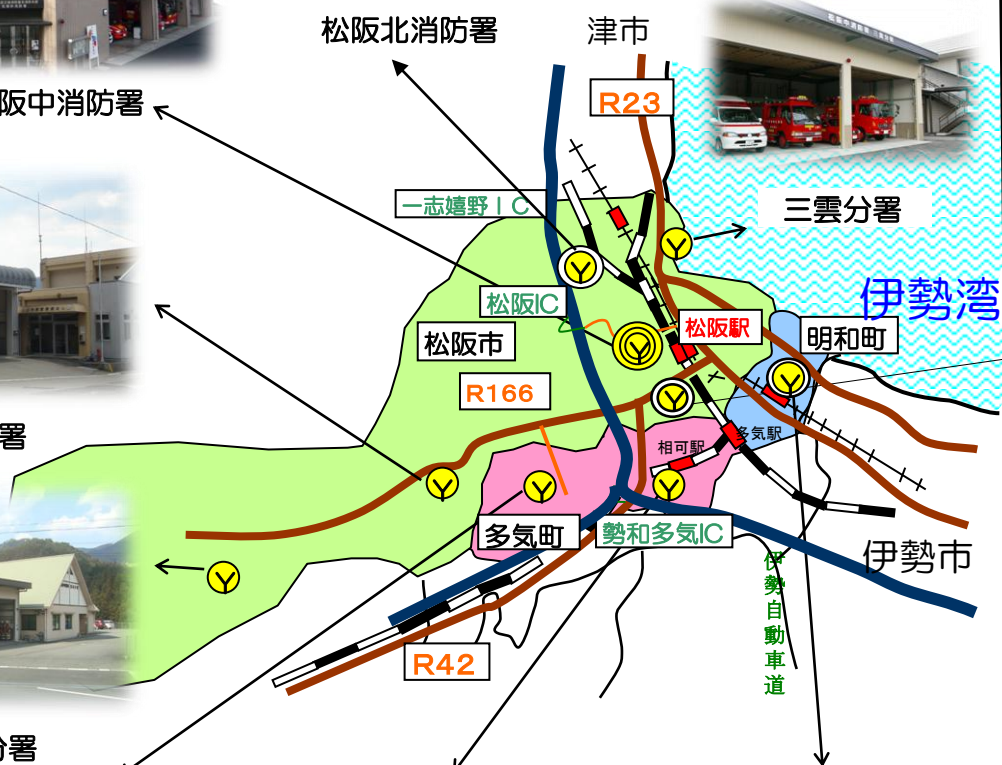 松阪北消防署
津市
R23
阪中消防署
一志嬉野IC
三雲分署
伊勢湾
松阪IC
松阪駅
明和町
松阪市
R166
多気駅
相可駅
署
多気町
勢和多気IC
伊勢市
伊勢自動車道
R42
分署